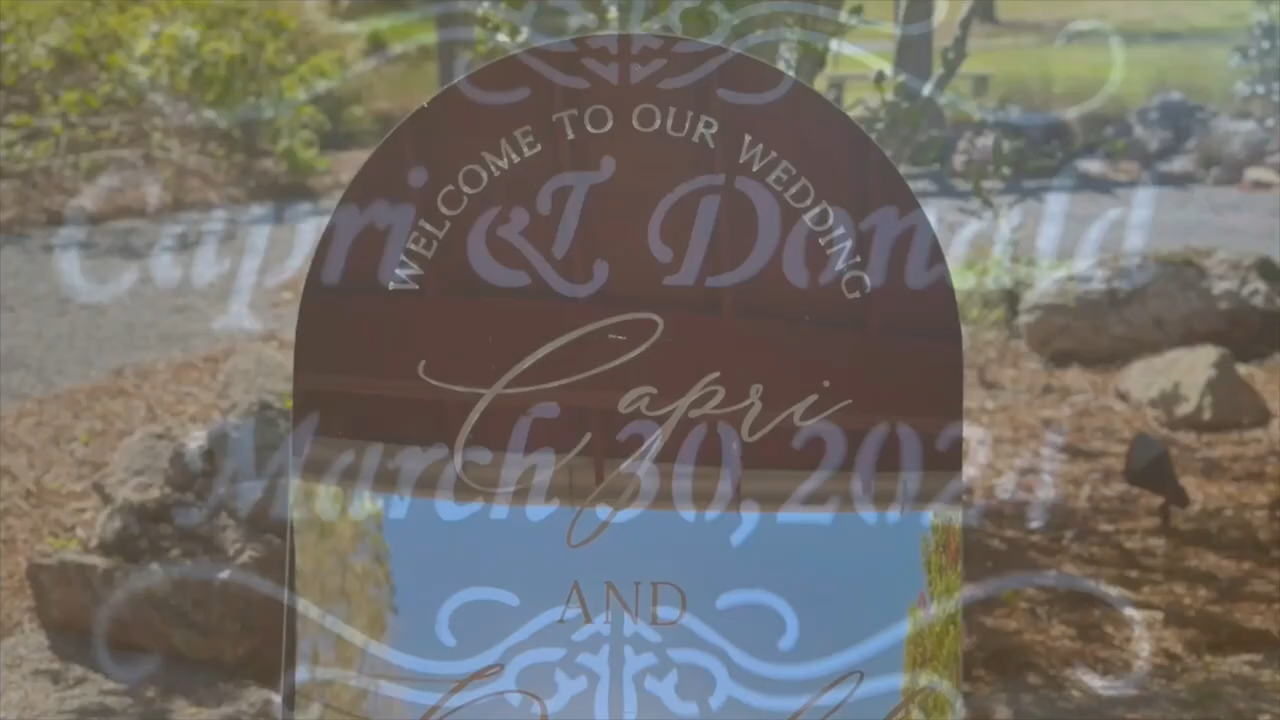 WELCOME TO OUR WEDDING
Capri & Donald
Capri
March 30, 2024
AND